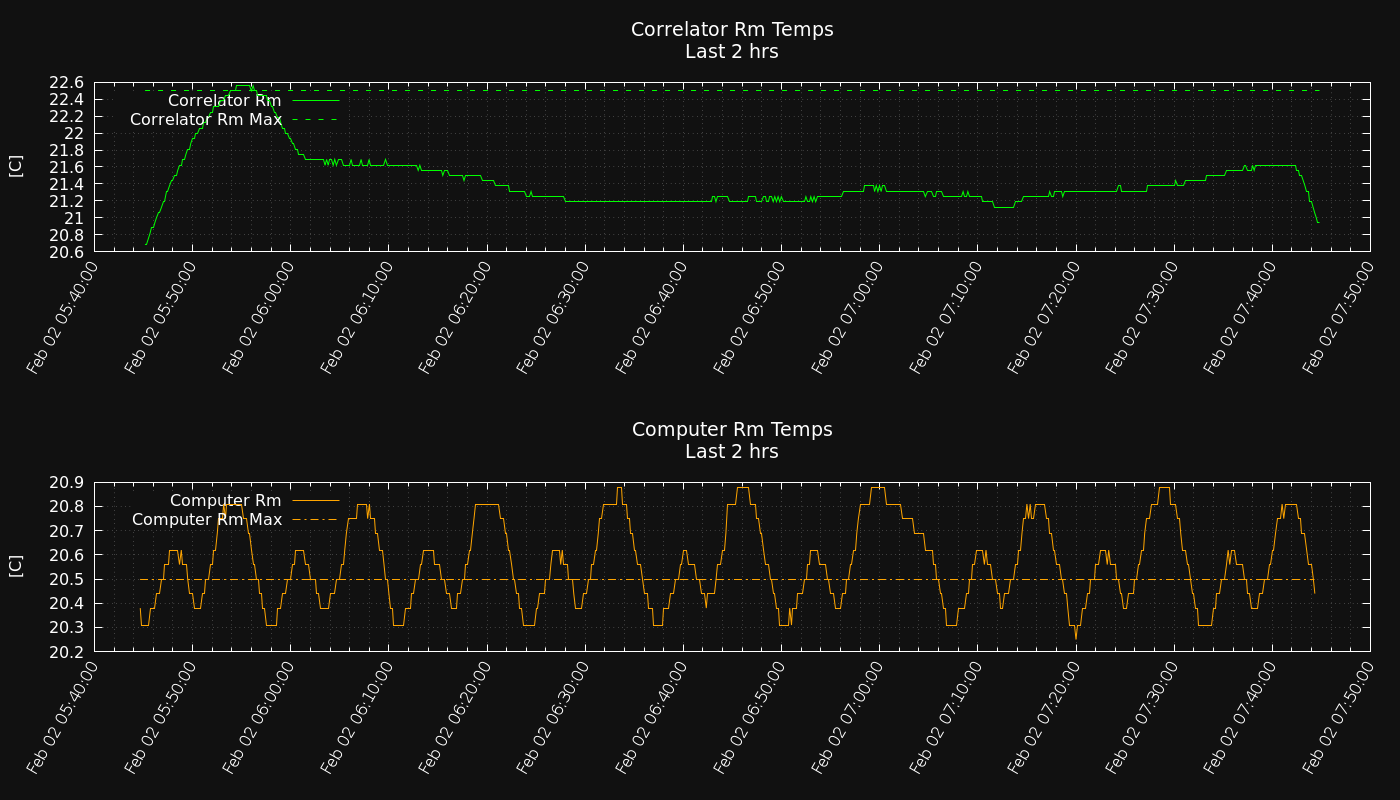 Correlator Rm Temps
Last 2 hrs
22.6
22.4
22.2
22
21.8
21.6
21.4
21.2
21
20.8
20.6
[C]
Correlator Rm
Correlator Rm Max
Feb 02 05:40:00
Feb 02 05:50:00
Feb 02 06:00:00
Feb 02 06:10:00
Feb 02 06:20:00
Feb 02 06:30:00
Feb 02 06:40:00
Feb 02 06:50:00
Feb 02 07:00:00
Feb 02 07:10:00
Feb 02 07:20:00
Feb 02 07:30:00
Feb 02 07:40:00
Feb 02 07:50:00
Computer Rm Temps
Last 2 hrs
20.9
20.8
20.7
20.6
20.5
20.4
20.3
20.2
[C]
Computer Rm
Computer Rm Max
Feb 02 05:40:00
Feb 02 05:50:00
Feb 02 06:00:00
Feb 02 06:10:00
Feb 02 06:20:00
Feb 02 06:30:00
Feb 02 06:40:00
Feb 02 06:50:00
Feb 02 07:00:00
Feb 02 07:10:00
Feb 02 07:20:00
Feb 02 07:30:00
Feb 02 07:40:00
Feb 02 07:50:00